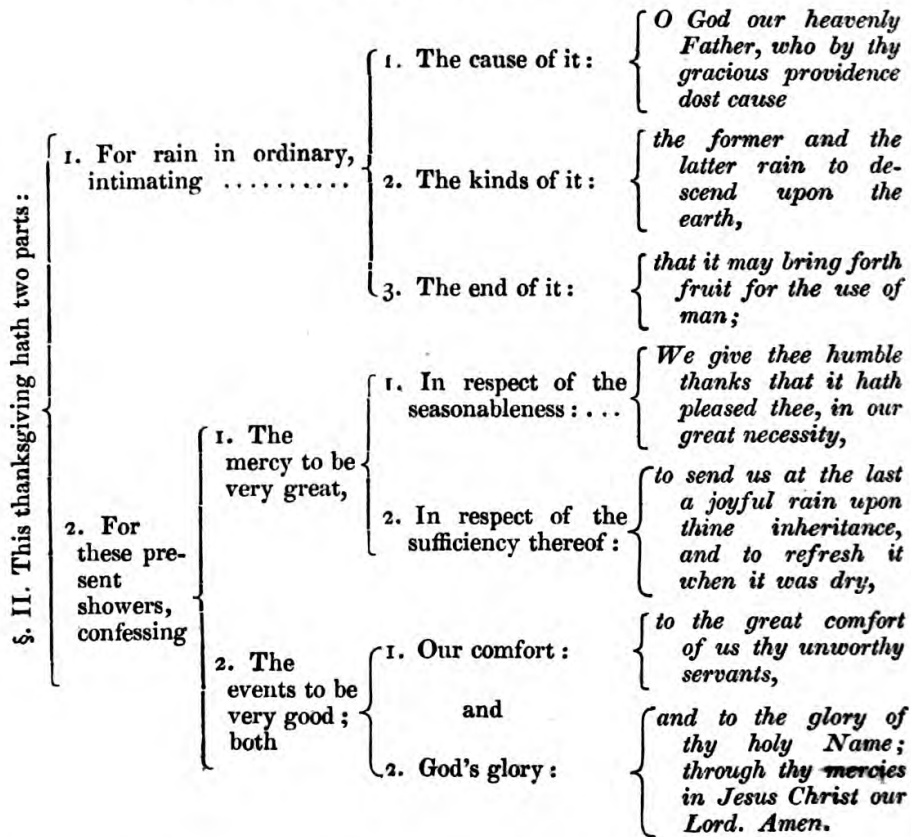 §. II. This thanksgiving hath two parts:
1. For rain in ordinary,
intimating ..........
1. The cause of it:
O God our heavenly
Father, who by thy
gracious providence
dost cause
2. The kinds of it:
the former and the
latter rain to de-
scend upon the
earth,
3. The end of it:
that it may bring forth
fruit for the use of
man;
2. For
these pre-
sent
showers,
confessing
1. The
mercy to be
very great,
1. In respect of the
seasonableness: ...
We give thee humble
thanks that it hath
pleased thee, in our
great necessity,
2. In respect of the
sufficiency thereof:
to send us at the last
a joyful rain upon
thine inheritance,
and to refresh it
when it was dry,
2. The
events to be
very good;
both
1. Our comfort:
to the great comfort
of us thy unworthy
servants,
and
2. God's glory:
and to the glory of
thy holy Name;
through thy mercies
in Jesus Christ our
Lord. Amen.